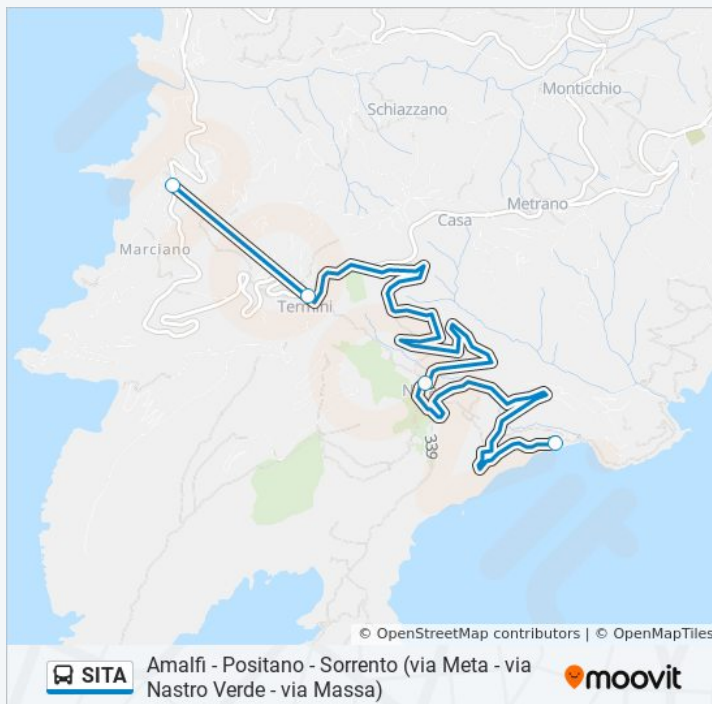 Monticchio
Schiazzano
Metrano
Casa
Marciano
Termini
N
339
© OpenStreetMap contributors | © OpenMapTiles
SITA
Amalfi - Positano - Sorrento (via Meta - via
Nastro Verde - via Massa)
moovit